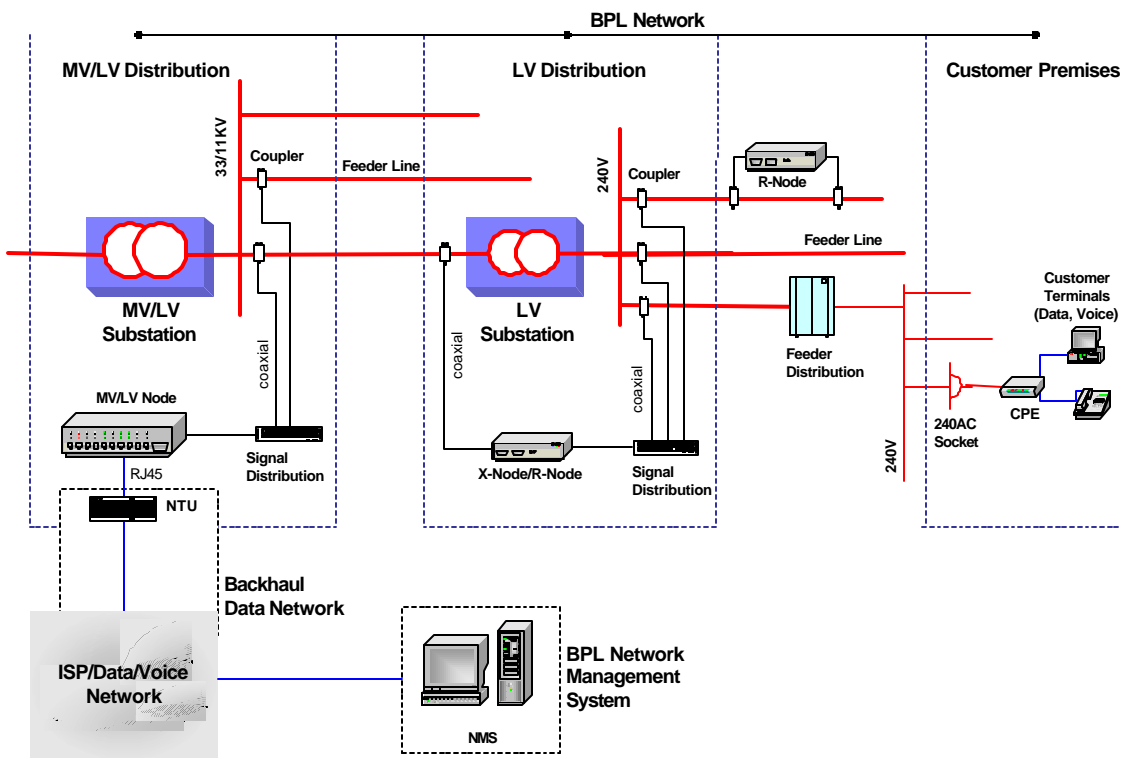 BPL Network
MV/LV Distribution
LV Distribution
Customer Premises
33/11KV
Coupler
Feeder Line
240V
Coupler
R-Node
Feeder Line
MV/LV
Substation
LV
Substation
Customer
Terminals
(Data, Voice)
coaxial
coaxial
coaxial
Feeder
Distribution
MV/LV Node
CPE
240AC
Socket
240V
Signal
Distribution
X-Node/R-Node
Signal
Distribution
RJ45
NTU
Backhaul
Data Network
ISP/Data/Voice
Network
BPL Network
Management
System
NMS